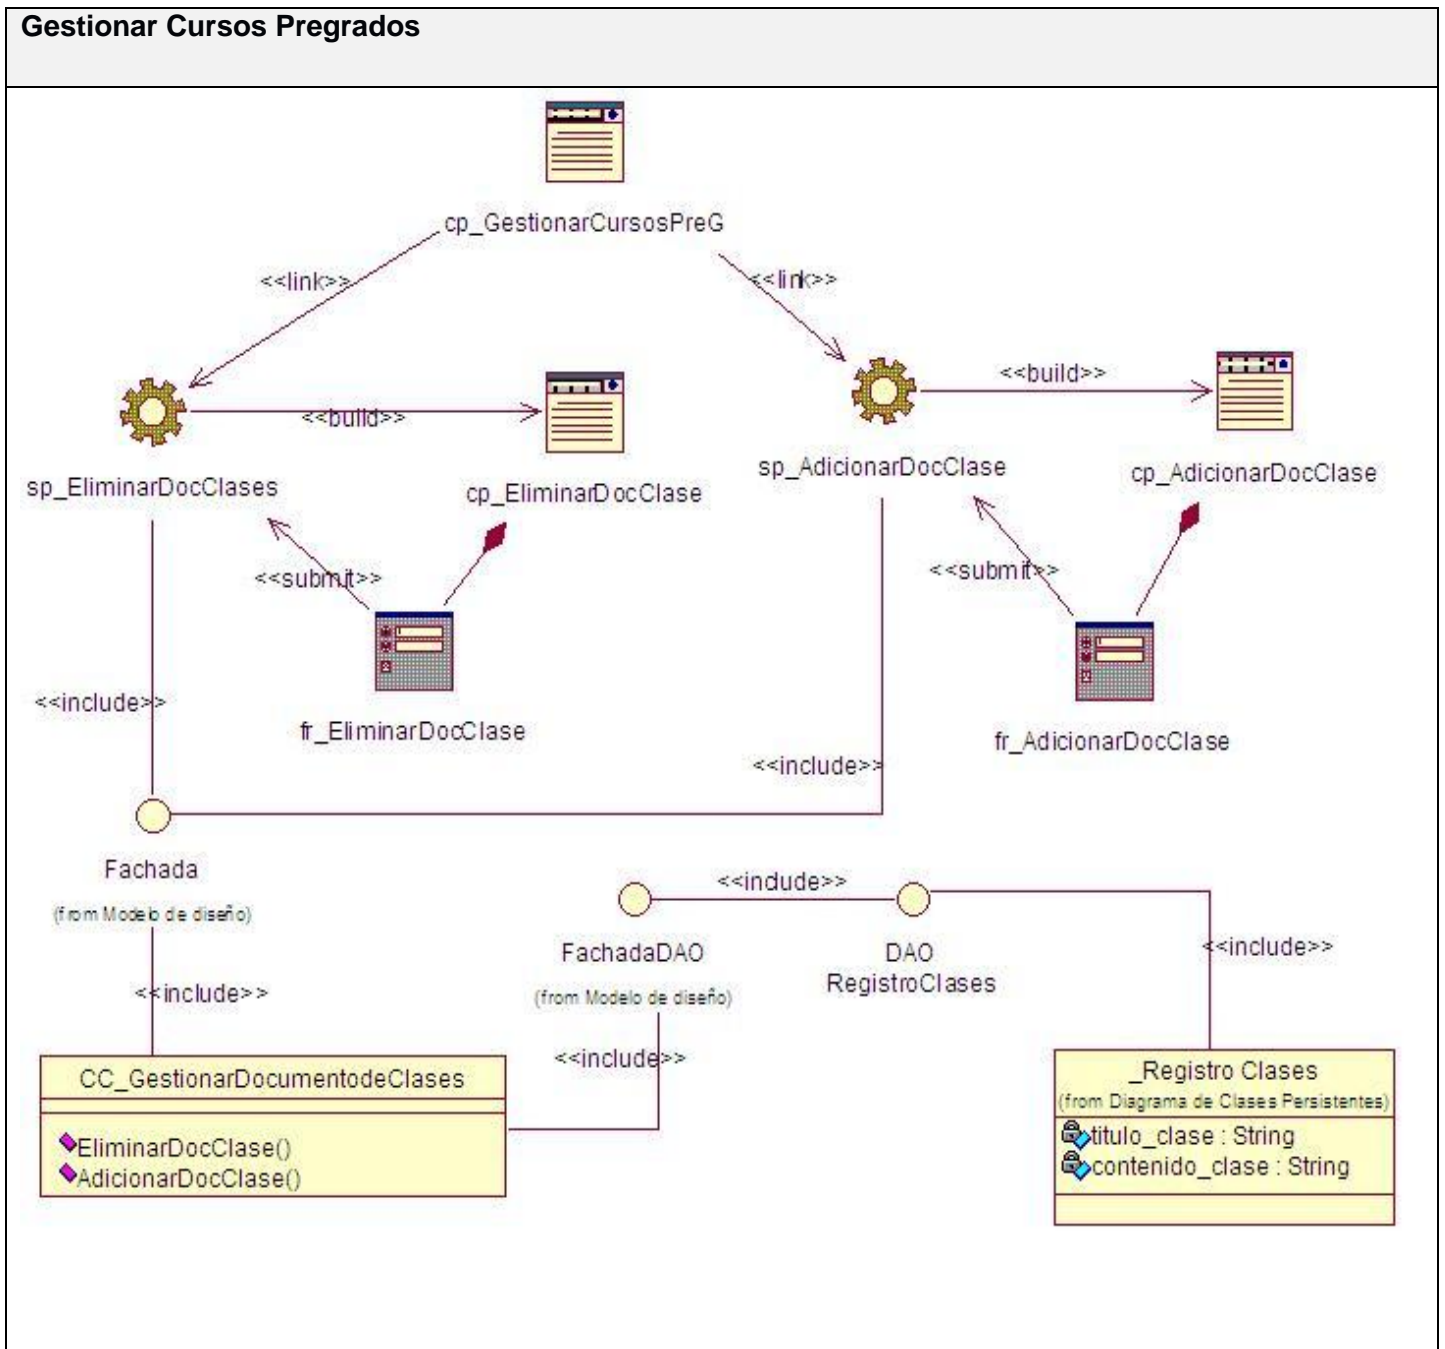 Gestionar Cursos Pregrados
cp_GestionarCursosPreG
<<link>>
<<link>>
<<build>>
<<build>>
sp_EliminarDocClases
cp_EliminarDocClase
sp_AdicionarDocClase
cp_AdicionarDocClase
<<submit>>
<<submit>>
<<include>>
fr_EliminarDocClase
fr_AdicionarDocClase
<<include>>
Fachada
(from Modelo de diseño)
<<include>>
<<include>>
FachadaDAO
(from Modelo de diseño)
DAO
RegistroClases
<<include>>
<<include>>
CC_GestionarDocumentodeClases
EliminarDocClase()
AdicionarDocClase()
_Registro Clases
(from Diagrama de Clases Persistentes)
titulo_clase : String
contenido_clase : String